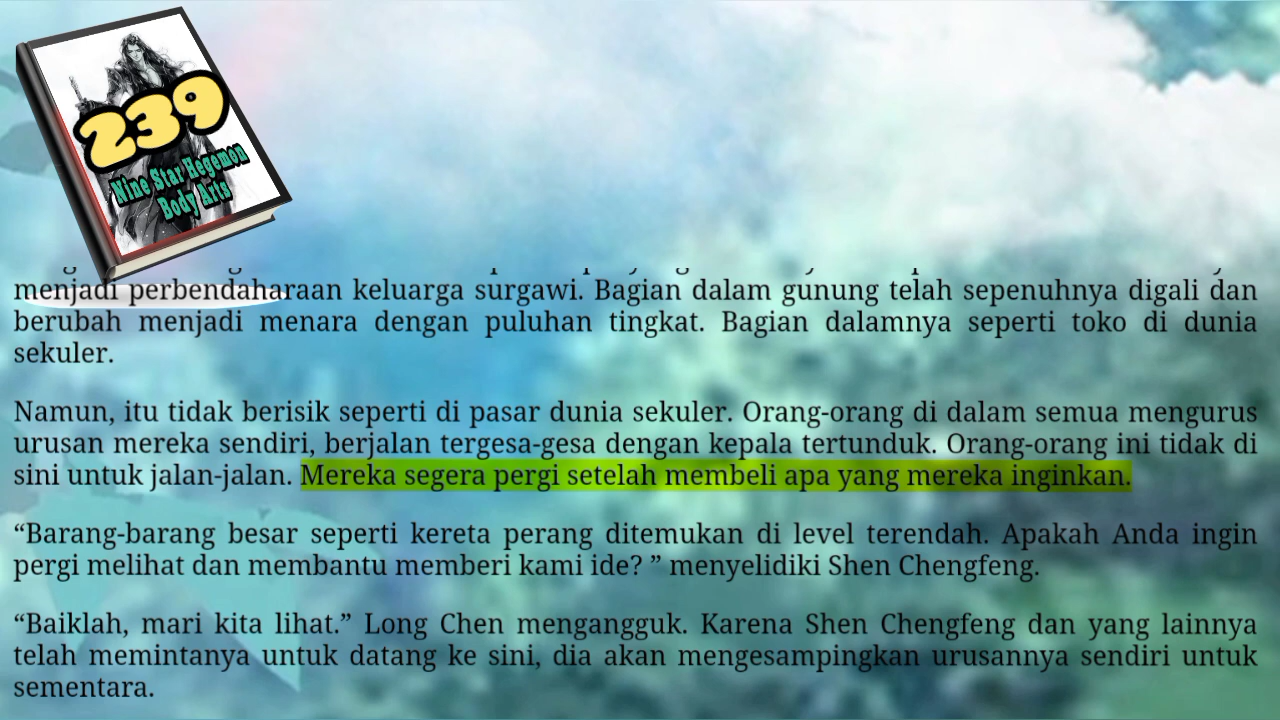 239
Nine Star Hegemon
Body Arts
menjadi perbendaharaan keluarga surgawi. Bagian dalam gunung telah sepenuhnya digali dan
berubah menjadi menara dengan puluhan tingkat. Bagian dalamnya seperti toko di dunia
sekuler.
Namun, itu tidak berisik seperti di pasar dunia sekuler. Orang-orang di dalam semua mengurus
urusan mereka sendiri, berjalan tergesa-gesa dengan kepala tertunduk. Orang-orang ini tidak di
sini untuk jalan-jalan. Mereka segera pergi setelah membeli apa yang mereka inginkan.
“Barang-barang besar seperti kereta perang ditemukan di level terendah. Apakah Anda ingin
pergi melihat dan membantu memberi kami ide? ” menyelidiki Shen Chengfeng.
“Baiklah, mari kita lihat.” Long Chen mengangguk. Karena Shen Chengfeng dan yang lainnya
telah memintanya untuk datang ke sini, dia akan mengesampingkan urusannya sendiri untuk
sementara.